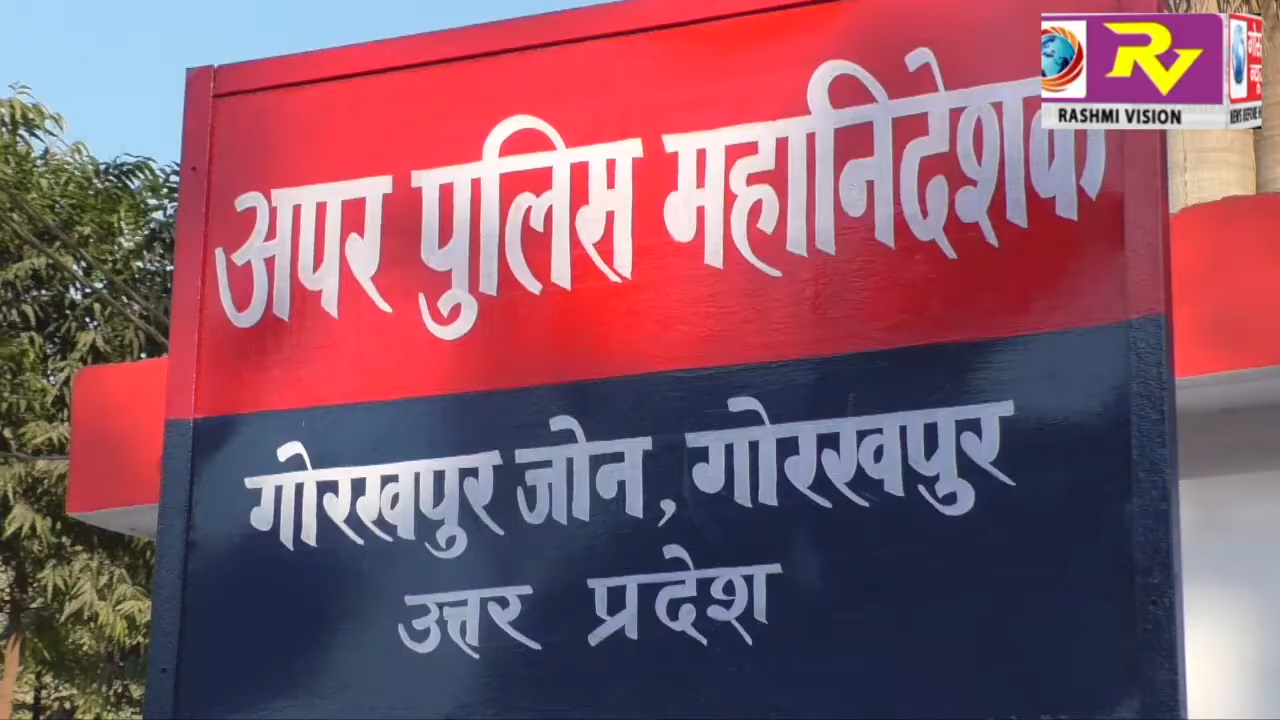 अपर पुलिस महानिदेशक
गोरखपुर जोन, गोरखपुर
उत्तर प्रदेश
RV
RASHMI VISION